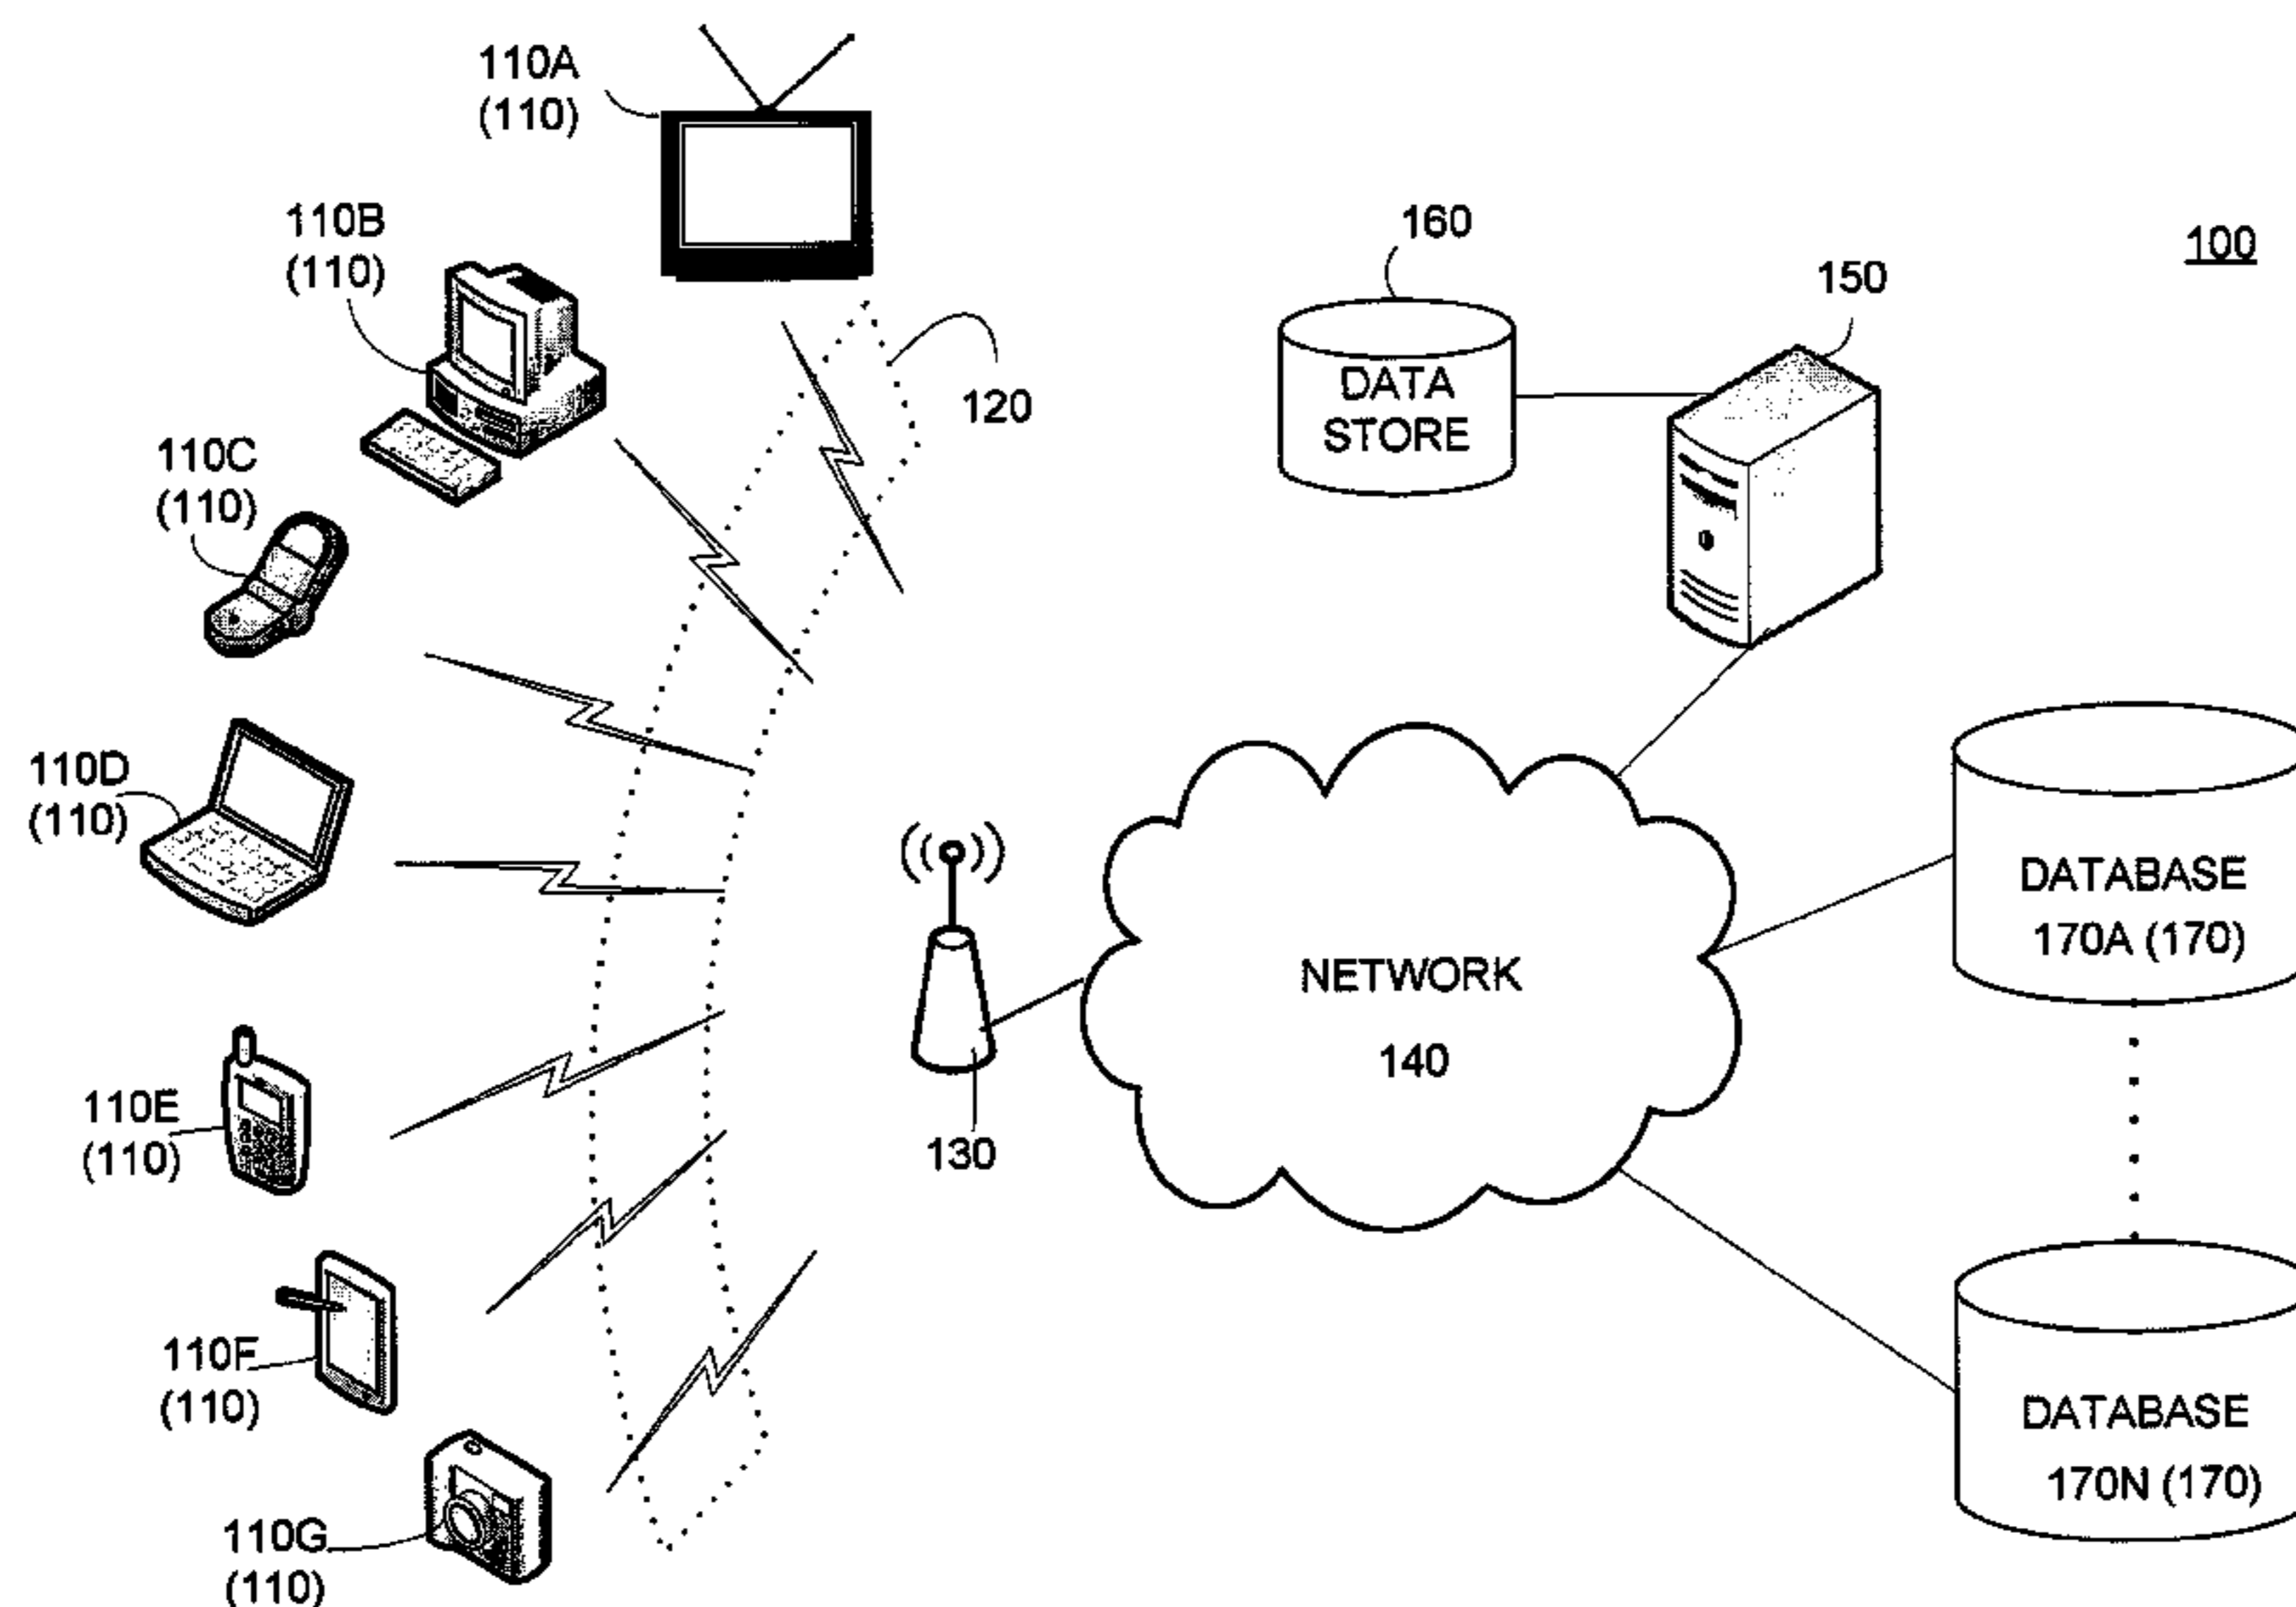 110A
(110)
110B
(110)
110C
(110)
110D
(110)
110E
(110)
110F
(110)
110G
(110)
120
130
160
DATA
STORE
150
100
NETWORK
140
DATABASE
170A (170)
DATABASE
170N (170)